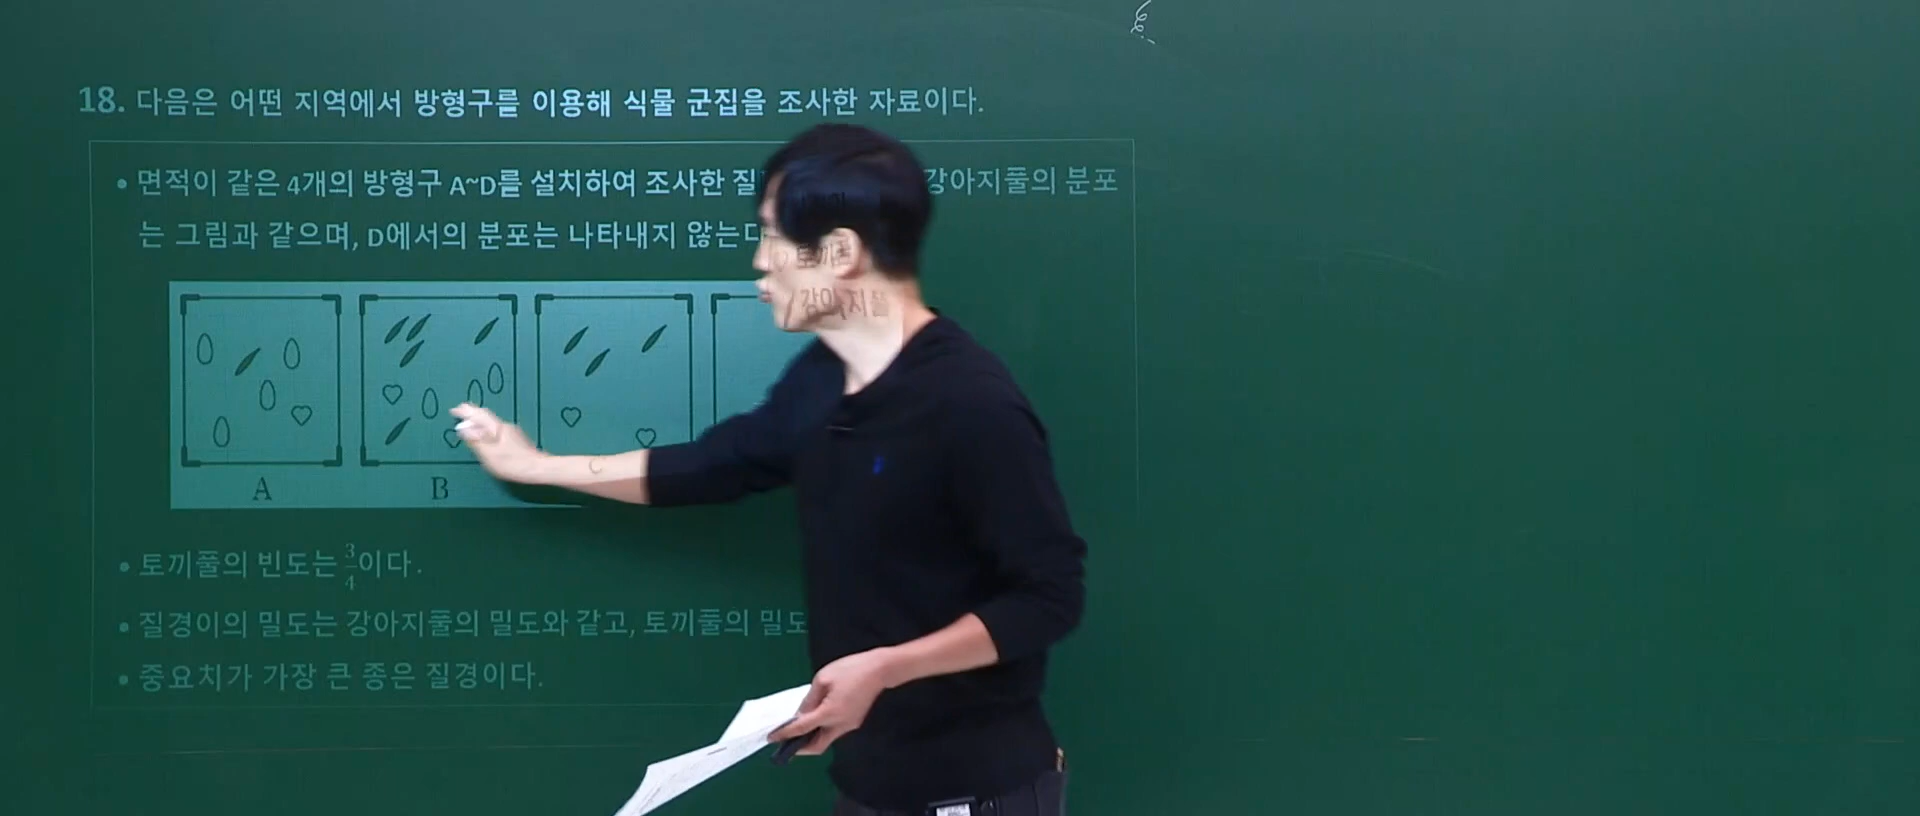 18. 다음은 어떤 지역에서 방형구를 이용해 식물 군집을 조사한 자료이다.
• 면적이 같은 4개의 방형구 A~D를 설치하여 조사한 질 강아지풀의 분포
는 그림과 같으며, D에서의 분포는 나타내지 않는다
토끼풀
강아지풀
A B C
• 토끼풀의 빈도는 3/4이다.
• 질경이의 밀도는 강아지풀의 밀도와 같고, 토끼풀의 밀도
• 중요치가 가장 큰 종은 질경이다.